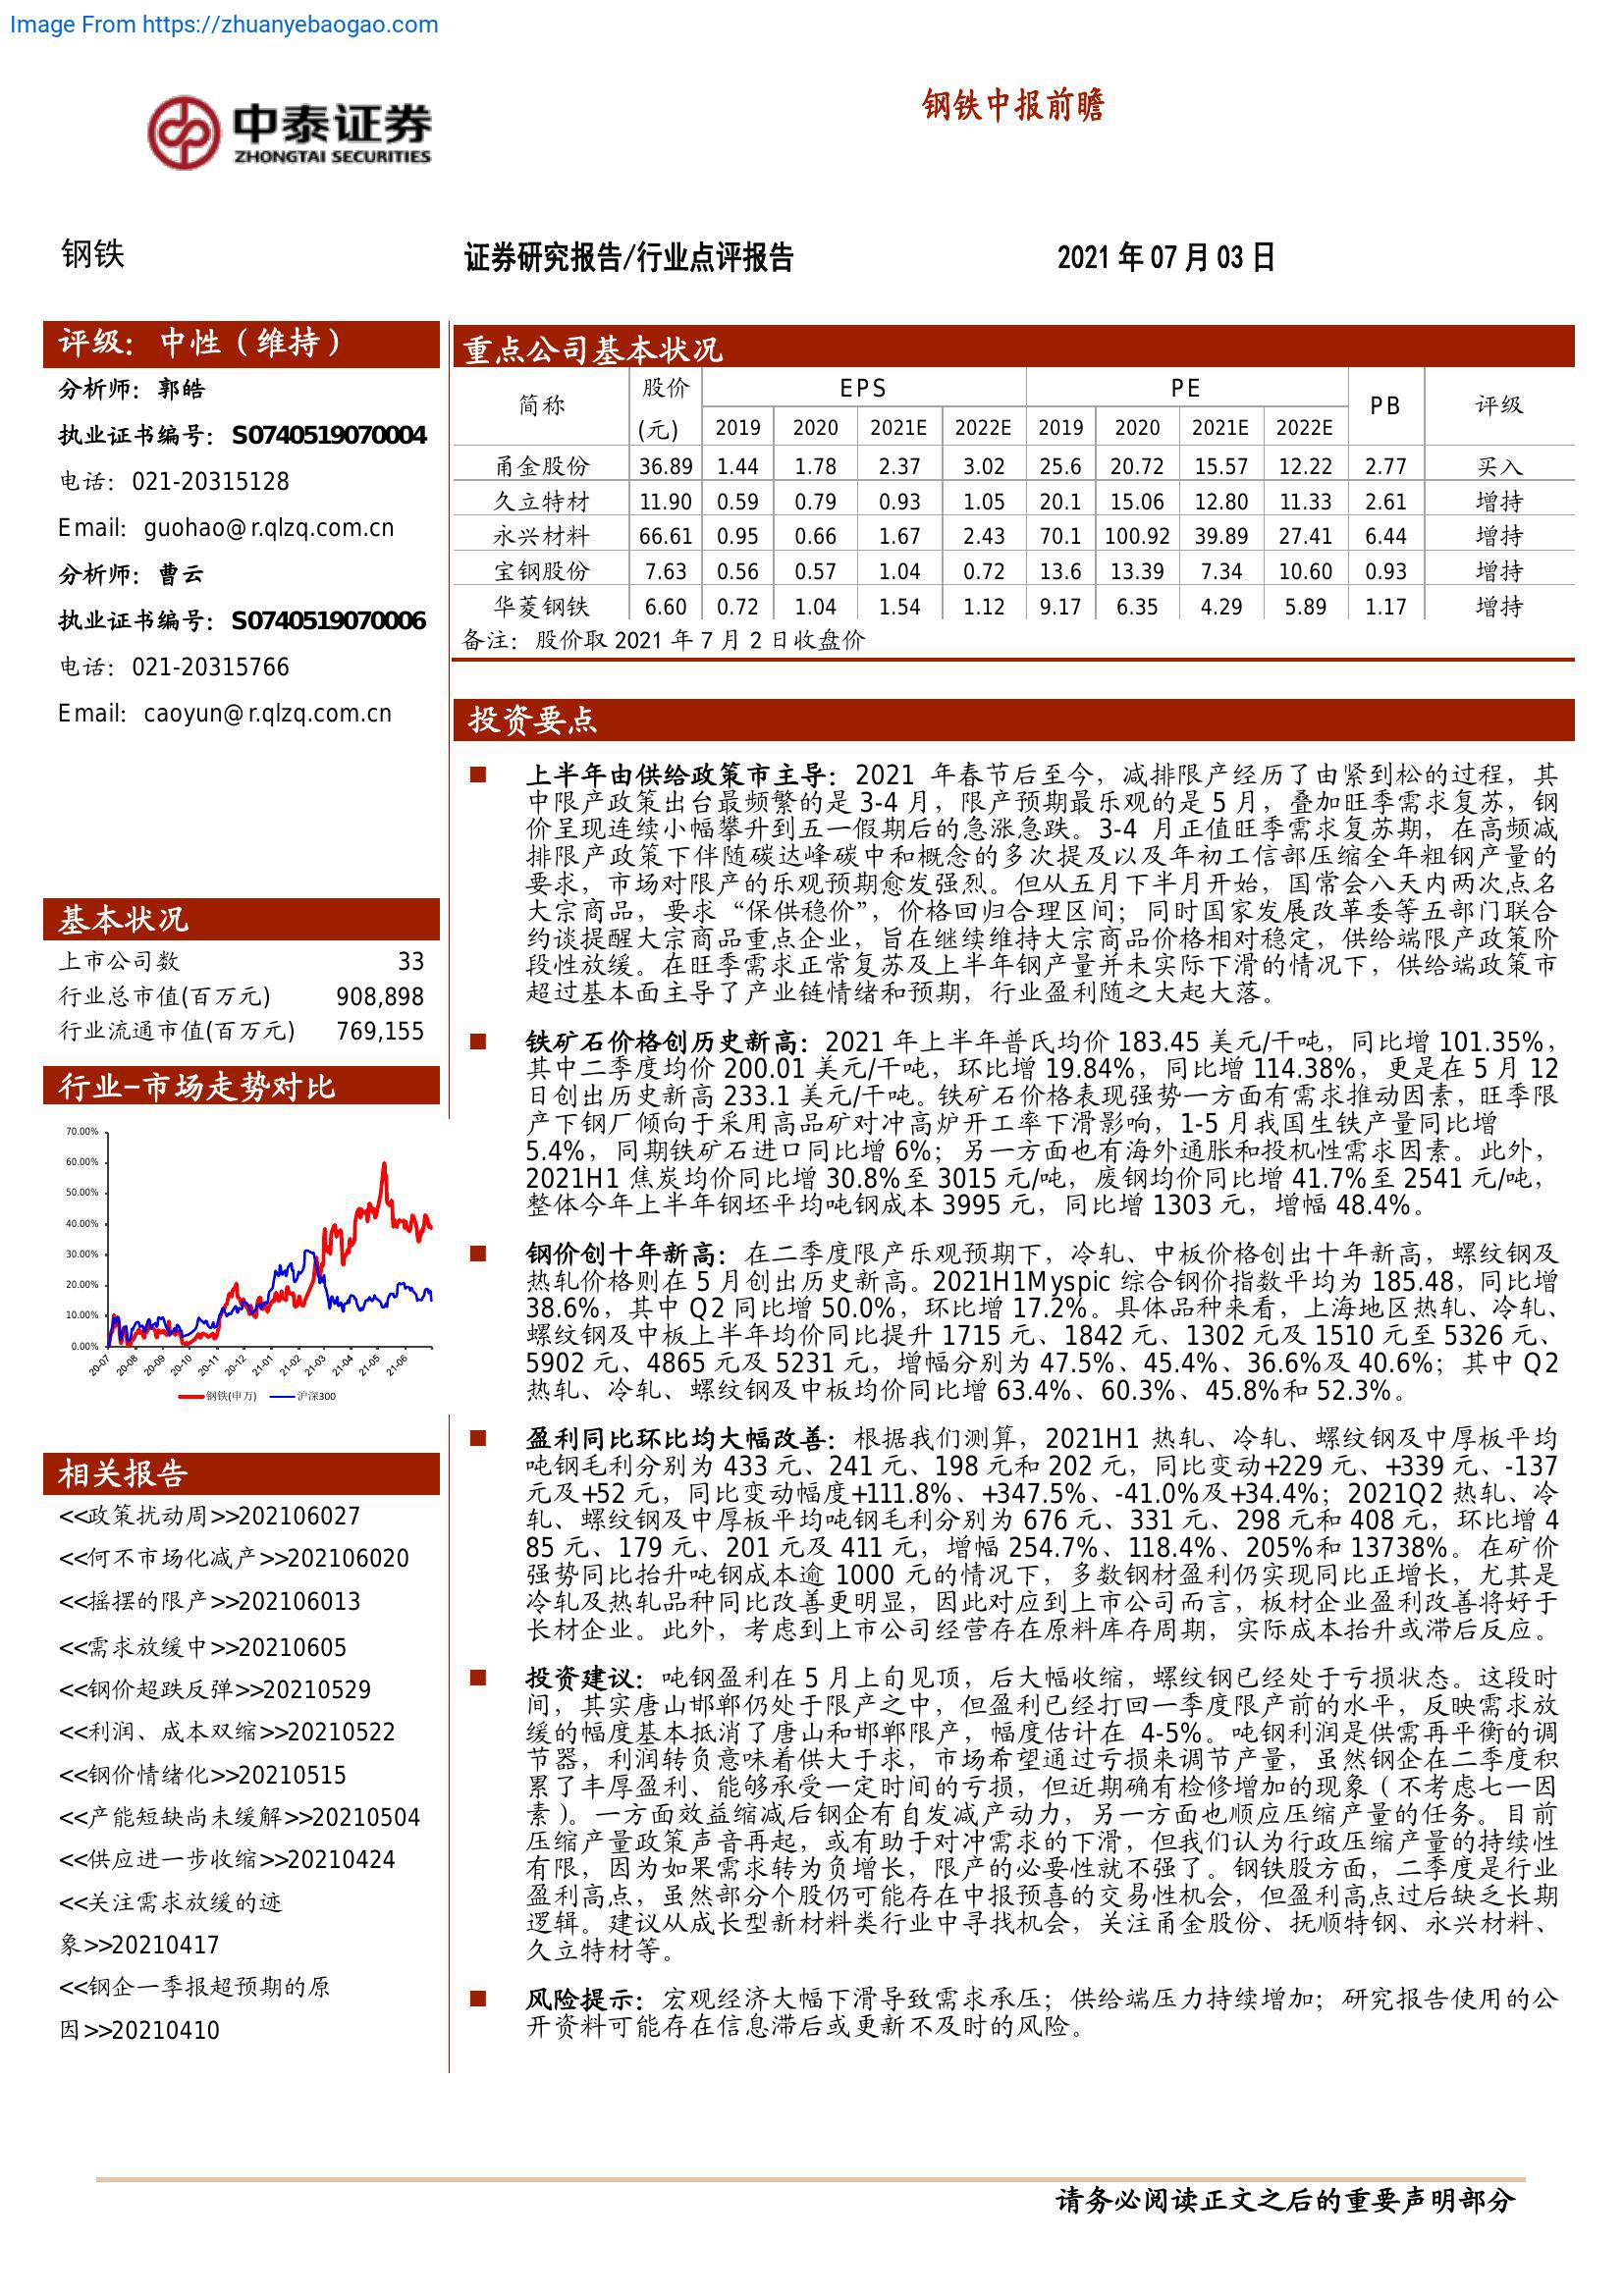 Image From https://zhuanyebaogao.com
中泰证券
ZHONGTAI SECURITIES
钢铁中报前瞻
钢铁
证券研究报告/行业点评报告
2021 年 07 月 03 日
评级：中性（维持）
分析师：郭皓
执业证书编号：S0740519070004
电话：021-20315128
Email：guohao@r.qlzq.com.cn
分析师：曹云
执业证书编号：S0740519070006
电话：021-20315766
Email：caoyun@r.qlzq.com.cn
基本状况
上市公司数 33
行业总市值(百万元) 908,898
行业流通市值(百万元) 769,155
行业-市场走势对比
70.00%
60.00%
50.00%
40.00%
30.00%
20.00%
10.00%
0.00%
20-07 20-08 20-09 20-10 20-11 20-12 21-01 21-02 21-03 21-04 21-05 21-06
钢铁(申万) 沪深300
相关报告
<<政策扰动周>>202106027
<<何不市场化减产>>202106020
<<摇摆的限产>>202106013
<<需求放缓中>>20210605
<<钢价超跌反弹>>20210529
<<利润、成本双缩>>20210522
<<钢价情绪化>>20210515
<<产能短缺尚未缓解>>20210504
<<供应进一步收缩>>20210424
<<关注需求放缓的迹
象>>20210417
<<钢企一季报超预期的原
因>>20210410
重点公司基本状况
简称 股价 EPS PE PB 评级
(元) 2019 2020 2021E 2022E 2019 2020 2021E 2022E
甬金股份 36.89 1.44 1.78 2.37 3.02 25.6 20.72 15.57 12.22 2.77 买入
久立特材 11.90 0.59 0.79 0.93 1.05 20.1 15.06 12.80 11.33 2.61 增持
永兴材料 66.61 0.95 0.66 1.67 2.43 70.1 100.92 39.89 27.41 6.44 增持
宝钢股份 7.63 0.56 0.57 1.04 0.72 13.6 13.39 7.34 10.60 0.93 增持
华菱钢铁 6.60 0.72 1.04 1.54 1.12 9.17 6.35 4.29 5.89 1.17 增持
备注：股价取 2021 年 7 月 2 日收盘价
投资要点
■ 上半年由供给政策市主导：2021 年春节后至今，减排限产经历了由紧到松的过程，其
中限产政策出台最频繁的是 3-4 月，限产预期最乐观的是 5 月，叠加旺季需求复苏，钢
价呈现连续小幅攀升到五一假期后的急涨急跌。3-4 月正值旺季需求复苏期，在高频减
排限产政策下伴随碳达峰碳中和概念的多次提及以及年初工信部压缩全年粗钢产量的
要求，市场对限产的乐观预期愈发强烈。但从五月下半月开始，国常会八天内两次点名
大宗商品，要求“保供稳价”，价格回归合理区间；同时国家发展改革委等五部门联合
约谈提醒大宗商品重点企业，旨在继续维持大宗商品价格相对稳定，供给端限产政策阶
段性放缓。在旺季需求正常复苏及上半年钢产量并未实际下滑的情况下，供给端政策市
超过基本面主导了产业链情绪和预期，行业盈利随之大起大落。
■ 铁矿石价格创历史新高：2021 年上半年普氏均价 183.45 美元/干吨，同比增 101.35%，
其中二季度均价 200.01 美元/干吨，环比增 19.84%，同比增 114.38%，更是在 5 月 12
日创出历史新高 233.1 美元/干吨。铁矿石价格表现强势一方面有需求推动因素，旺季限
产下钢厂倾向于采用高品矿对冲高炉开工率下滑影响，1-5 月我国生铁产量同比增
5.4%，同期铁矿石进口同比增 6%；另一方面也有海外通胀和投机性需求因素。此外，
2021H1 焦炭均价同比增 30.8%至 3015 元/吨，废钢均价同比增 41.7%至 2541 元/吨，
整体今年上半年钢坯平均吨钢成本 3995 元，同比增 1303 元，增幅 48.4%。
■ 钢价创十年新高：在二季度限产乐观预期下，冷轧、中板价格创出十年新高，螺纹钢及
热轧价格则在 5 月创出历史新高。2021H1Myspic 综合钢价指数平均为 185.48，同比增
38.6%，其中 Q2 同比增 50.0%，环比增 17.2%。具体品种来看，上海地区热轧、冷轧、
螺纹钢及中板上半年均价同比提升 1715 元、1842 元、1302 元及 1510 元至 5326 元、
5902 元、4865 元及 5231 元，增幅分别为 47.5%、45.4%、36.6%及 40.6%；其中 Q2
热轧、冷轧、螺纹钢及中板均价同比增 63.4%、60.3%、45.8%和 52.3%。
■ 盈利同比环比均大幅改善：根据我们测算，2021H1 热轧、冷轧、螺纹钢及中厚板平均
吨钢毛利分别为 433 元、241 元、198 元和 202 元，同比变动+229 元、+339 元、-137
元及+52 元，同比变动幅度+111.8%、+347.5%、-41.0%及+34.4%；2021Q2 热轧、冷
轧、螺纹钢及中厚板平均吨钢毛利分别为 676 元、331 元、298 元和 408 元，环比增 4
85 元、179 元、201 元及 411 元，增幅 254.7%、118.4%、205%和 13738%。在矿价
强势同比抬升吨钢成本逾 1000 元的情况下，多数钢材盈利仍实现同比正增长，尤其是
冷轧及热轧品种同比改善更明显，因此对应到上市公司而言，板材企业盈利改善将好于
长材企业。此外，考虑到上市公司经营存在原料库存周期，实际成本抬升或滞后反应。
■ 投资建议：吨钢盈利在 5 月上旬见顶，后大幅收缩，螺纹钢已经处于亏损状态。这段时
间，其实唐山邯郸仍处于限产之中，但盈利已经打回一季度限产前的水平，反映需求放
缓的幅度基本抵消了唐山和邯郸限产，幅度估计在 4-5%。吨钢利润是供需再平衡的调
节器，利润转负意味着供大于求，市场希望通过亏损来调节产量，虽然钢企在二季度积
累了丰厚盈利、能够承受一定时间的亏损，但近期确有检修增加的现象（不考虑七一因
素）。一方面效益缩减后钢企有自发减产动力，另一方面也顺应压缩产量的任务。目前
压缩产量政策声音再起，或有助于对冲需求的下滑，但我们认为行政压缩产量的持续性
有限，因为如果需求转为负增长，限产的必要性就不强了。钢铁股方面，二季度是行业
盈利高点，虽然部分个股仍可能存在中报预喜的交易性机会，但盈利高点过后缺乏长期
逻辑。建议从成长型新材料类行业中寻找机会，关注甬金股份、抚顺特钢、永兴材料、
久立特材等。
■ 风险提示：宏观经济大幅下滑导致需求承压；供给端压力持续增加；研究报告使用的公
开资料可能存在信息滞后或更新不及时的风险。
请务必阅读正文之后的重要声明部分